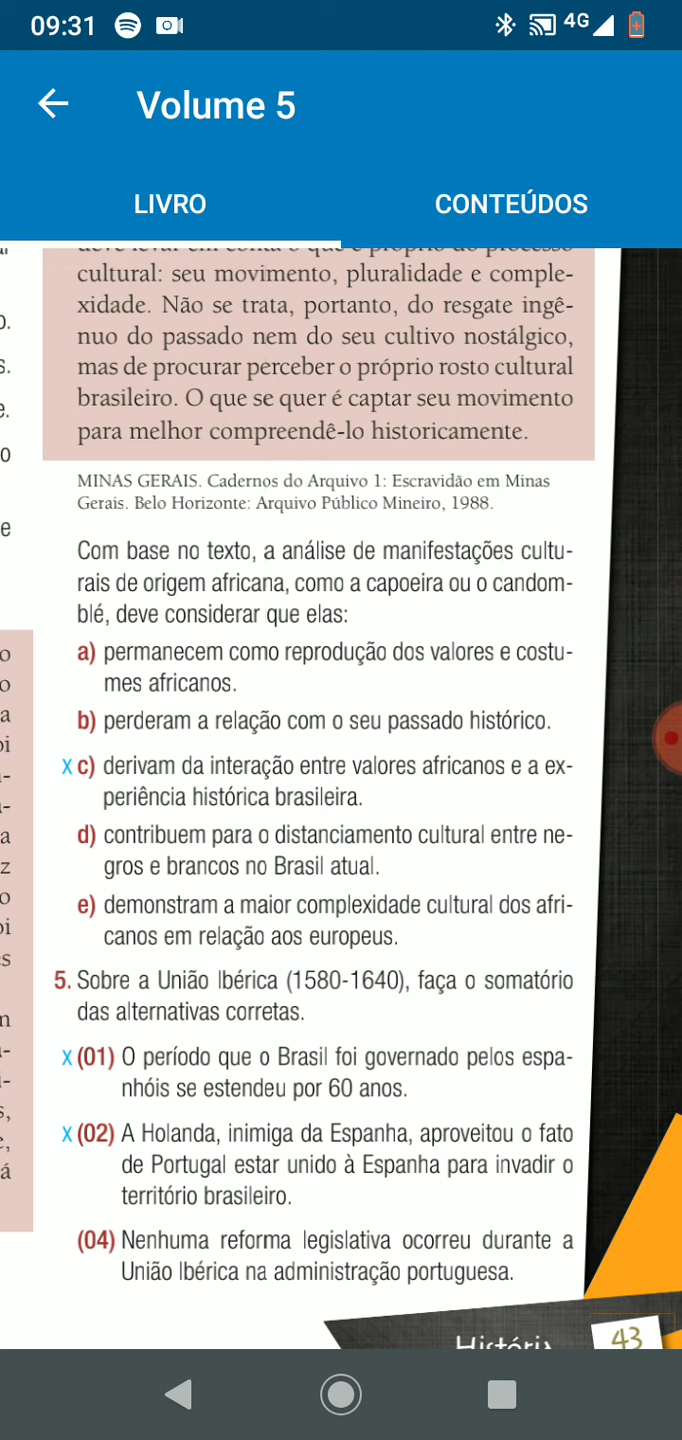 09:31
4G
Volume 5
LIVRO
CONTEÚDOS
deve levar em conta o que é próprio do processo
cultural: seu movimento, pluralidade e comple-
xidade. Não se trata, portanto, do resgate ingê-
nuo do passado nem do seu cultivo nostálgico,
mas de procurar perceber o próprio rosto cultural
brasileiro. O que se quer é captar seu movimento
para melhor compreendê-lo historicamente.
MINAS GERAIS. Cadernos do Arquivo 1: Escravidão em Minas
Gerais. Belo Horizonte: Arquivo Público Mineiro, 1988.
Com base no texto, a análise de manifestações cultu-
rais de origem africana, como a capoeira ou o candom-
blé, deve considerar que elas:
a) permanecem como reprodução dos valores e costu-
mes africanos.
b) perderam a relação com o seu passado histórico.
x c) derivam da interação entre valores africanos e a ex-
periência histórica brasileira.
d) contribuem para o distanciamento cultural entre ne-
gros e brancos no Brasil atual.
e) demonstram a maior complexidade cultural dos afri-
canos em relação aos europeus.
5. Sobre a União Ibérica (1580-1640), faça o somatório
das alternativas corretas.
x (01) O período que o Brasil foi governado pelos espa-
nhóis se estendeu por 60 anos.
x (02) A Holanda, inimiga da Espanha, aproveitou o fato
de Portugal estar unido à Espanha para invadir o
território brasileiro.
(04) Nenhuma reforma legislativa ocorreu durante a
União Ibérica na administração portuguesa.
43